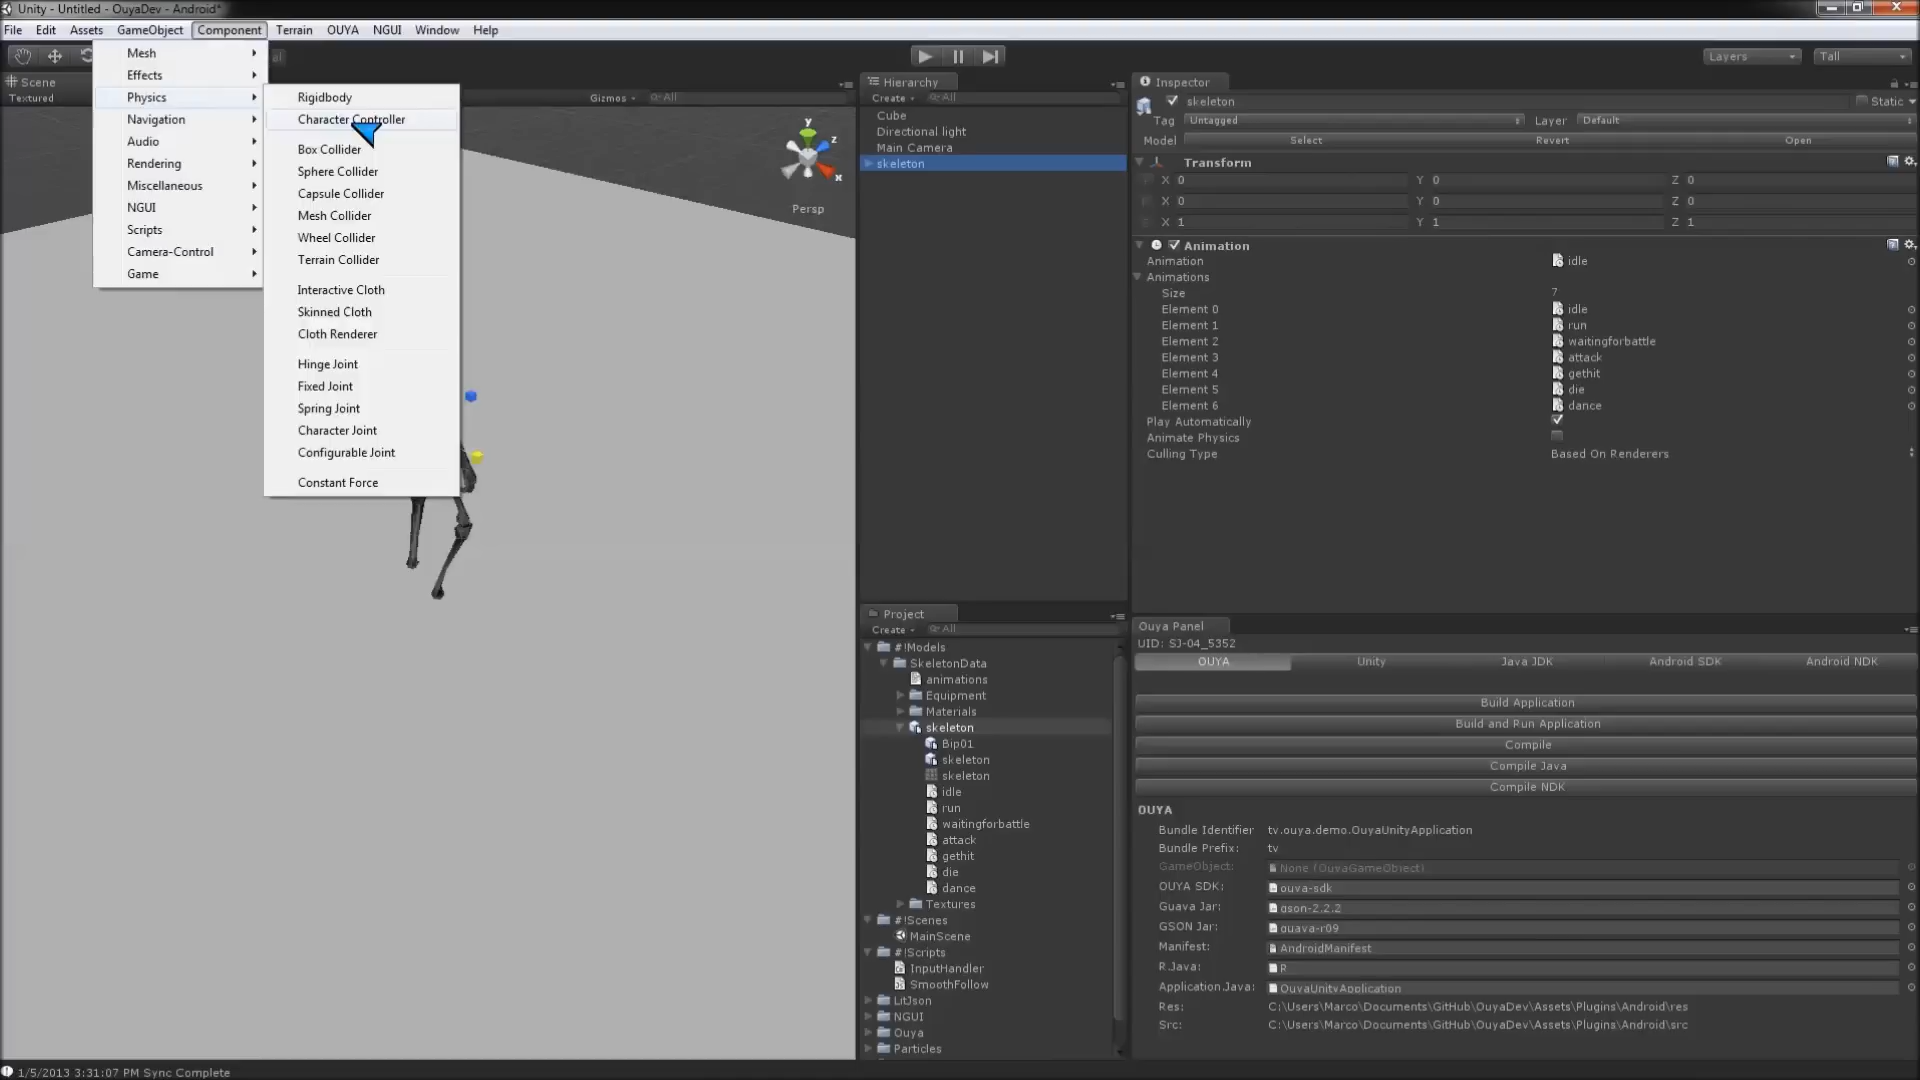 Unity - Untitled - OuyaDev - Android*
File Edit Assets GameObject Component Terrain OUYA NGUI Window Help
Layers Tall
Mesh
Effects
Physics
Navigation
Audio
Rendering
Miscellaneous
NGUI
Scripts
Camera-Control
Game
Rigidbody
Character Controller
Box Collider
Sphere Collider
Capsule Collider
Mesh Collider
Wheel Collider
Terrain Collider
Interactive Cloth
Skinned Cloth
Cloth Renderer
Hinge Joint
Fixed Joint
Spring Joint
Character Joint
Configurable Joint
Constant Force
Scene
Textured
Gizmos All
y
z
x
Persp
Hierarchy
Create All
Cube
Directional light
Main Camera
skeleton
Inspector
skeleton Static
Tag Untagged Layer Default
Model Select Revert Open
Transform
X 0 Y 0 Z 0
X 0 Y 0 Z 0
X 1 Y 1 Z 1
Animation
Animation idle
Animations
Size 7
Element 0 idle
Element 1 run
Element 2 waitingforbattle
Element 3 attack
Element 4 gethit
Element 5 die
Element 6 dance
Play Automatically
Animate Physics
Culling Type Based On Renderers
Project
Create All
#!Models
SkeletonData
animations
Equipment
Materials
skeleton
Bip01
skeleton
skeleton
idle
run
waitingforbattle
attack
gethit
die
dance
Textures
#!Scenes
MainScene
#!Scripts
InputHandler
SmoothFollow
LitJson
NGUI
Ouya
Particles
Ouya Panel
UID: SJ-04_5352
OUYA Unity Java JDK Android SDK Android NDK
Build Application
Build and Run Application
Compile
Compile Java
Compile NDK
OUYA
Bundle Identifier tv.ouya.demo.OuyaUnityApplication
Bundle Prefix: tv
GameObject: None (OuyaGameObject)
OUYA SDK: ouya-sdk
Guava Jar: gson-2.2.2
GSON Jar: guava-r09
Manifest: AndroidManifest
R.Java: R
Application.Java: OuyaUnityApplication
Res: C:\Users\Marco\Documents\GitHub\OuyaDev\Assets\Plugins\Android\res
Src: C:\Users\Marco\Documents\GitHub\OuyaDev\Assets\Plugins\Android\src
1/5/2013 3:31:07 PM Sync Complete